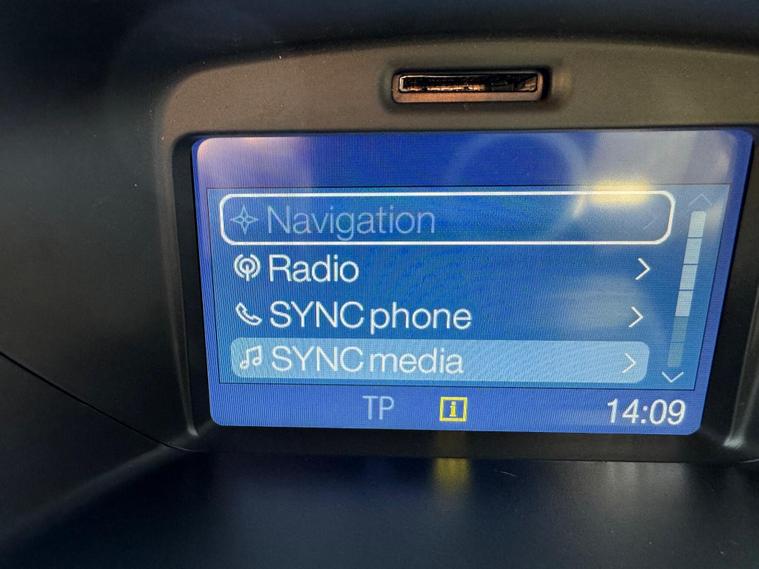 Navigation
Radio
SYNC phone
SYNC media
TP i 14:09